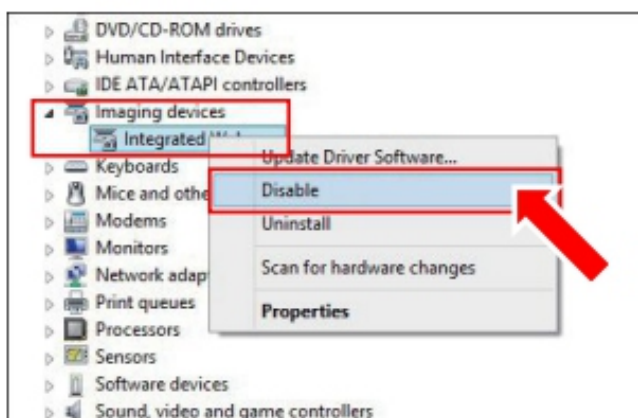 DVD/CD-ROM drives
Human Interface Devices
IDE ATA/ATAPI controllers
Imaging devices
Integrated
Update Driver Software...
Keyboards
Disable
Mice and othe
Uninstall
Modems
Monitors
Scan for hardware changes
Network adap
Print queues
Properties
Processors
Sensors
Software devices
Sound, video and game controllers